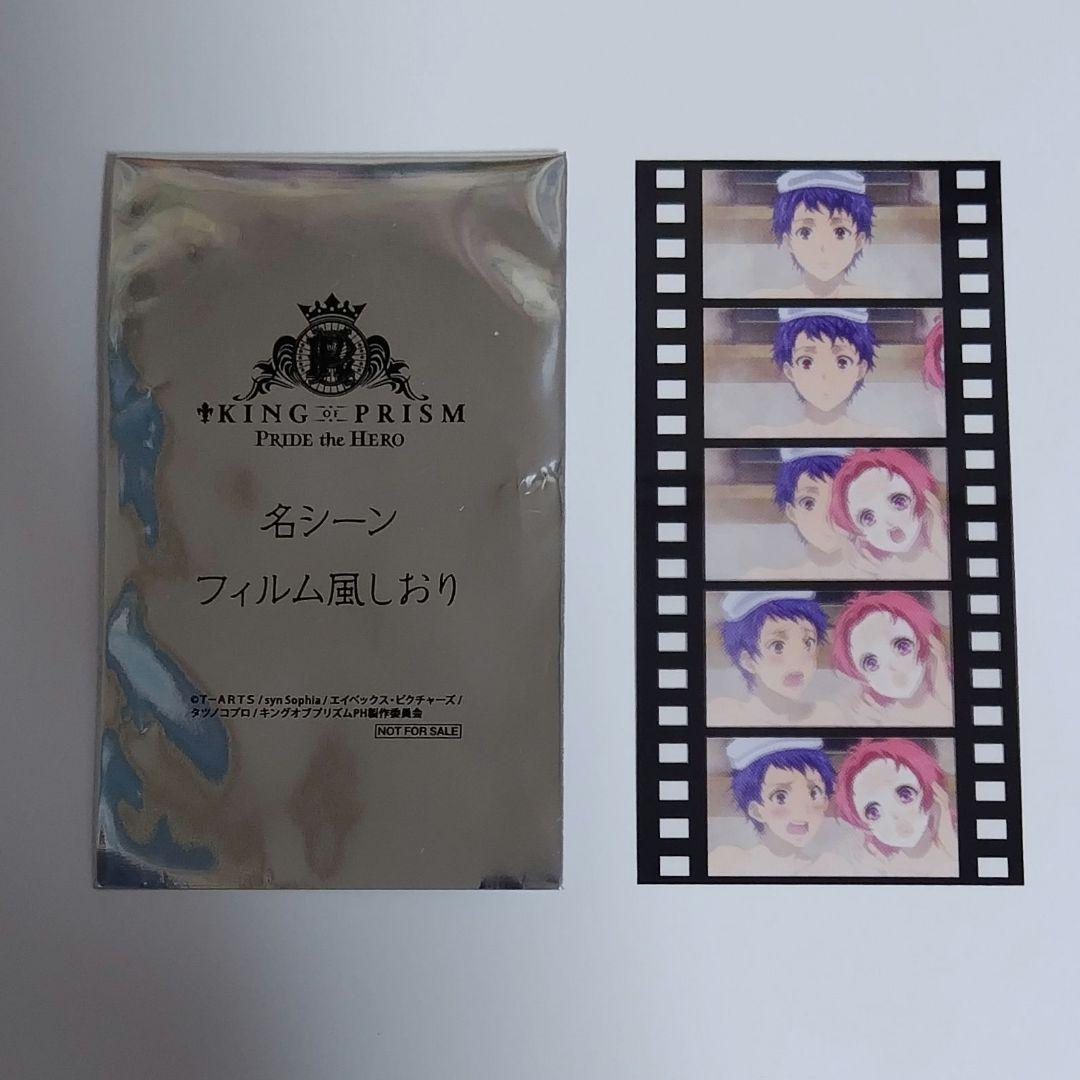 KING OF PRISM
PRIDE the HERO
名シーン
フィルム風しおり
©T-ARTS / syn Sophia / エイベックス・ピクチャーズ /
タツノコプロ / キングオブプリズムPH製作委員会
NOT FOR SALE